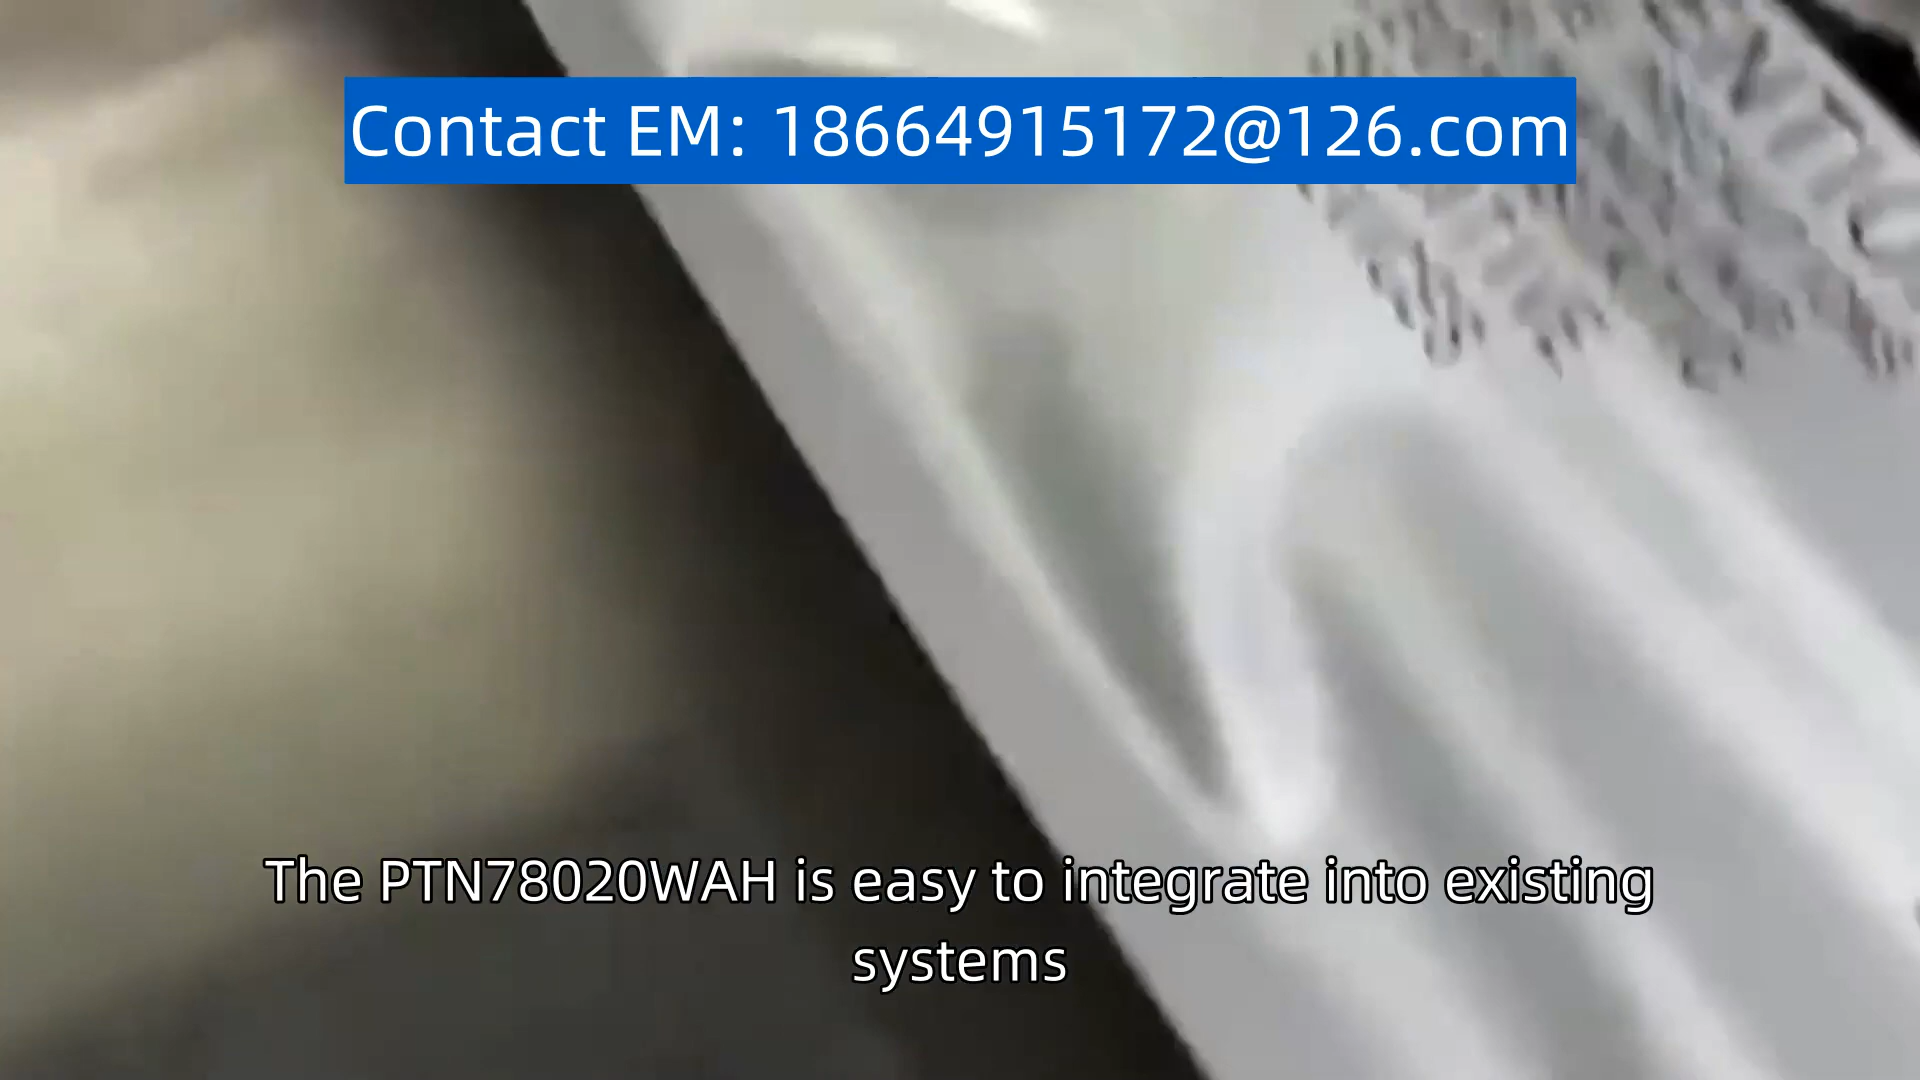 Contact EM: 18664915172@126.com
The PTN78020WAH is easy to integrate into existing
systems